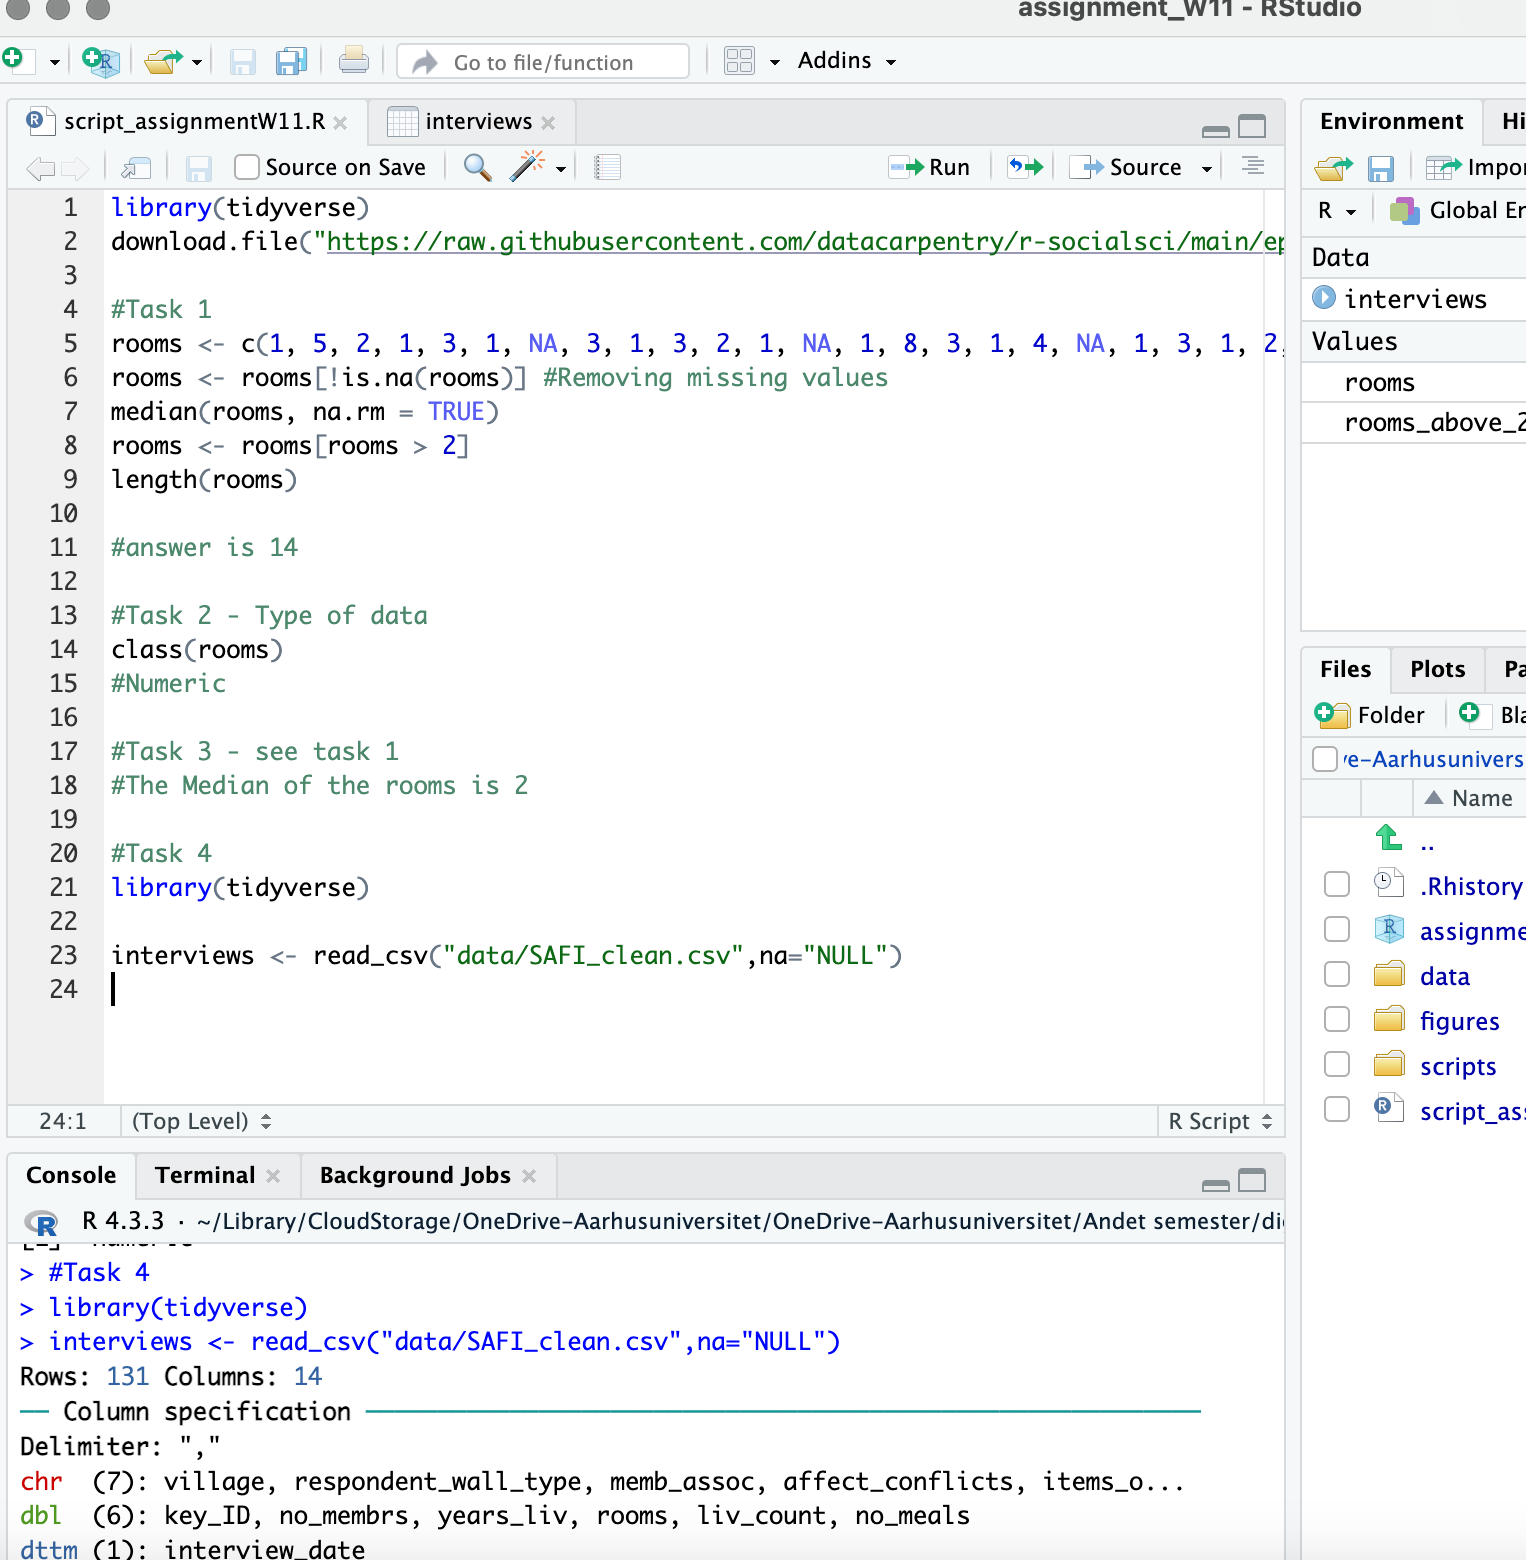 assignment_W11 - RStudio
Go to file/function
Addins
script_assignmentW11.R
interviews
Source on Save
Run
Source
1 library(tidyverse)
2 download.file("https://raw.githubusercontent.com/datacarpentry/r-socialsci/main/ep
3
4 #Task 1
5 rooms <- c(1, 5, 2, 1, 3, 1, NA, 3, 1, 3, 2, 1, NA, 1, 8, 3, 1, 4, NA, 1, 3, 1, 2,
6 rooms <- rooms[!is.na(rooms)] #Removing missing values
7 median(rooms, na.rm = TRUE)
8 rooms <- rooms[rooms > 2]
9 length(rooms)
10
11 #answer is 14
12
13 #Task 2 - Type of data
14 class(rooms)
15 #Numeric
16
17 #Task 3 - see task 1
18 #The Median of the rooms is 2
19
20 #Task 4
21 library(tidyverse)
22
23 interviews <- read_csv("data/SAFI_clean.csv",na="NULL")
24
24:1 (Top Level) R Script
Console Terminal Background Jobs
R 4.3.3 · ~/Library/CloudStorage/OneDrive-Aarhusuniversitet/OneDrive-Aarhusuniversitet/Andet semester/di
> #Task 4
> library(tidyverse)
> interviews <- read_csv("data/SAFI_clean.csv",na="NULL")
Rows: 131 Columns: 14
── Column specification ──
Delimiter: ","
chr (7): village, respondent_wall_type, memb_assoc, affect_conflicts, items_o...
dbl (6): key_ID, no_membrs, years_liv, rooms, liv_count, no_meals
dttm (1): interview_date
Environment Hi
Impor
R Global En
Data
interviews
Values
rooms
rooms_above_2
Files Plots Pa
Folder Bla
ve-Aarhusunivers
Name
..
.Rhistory
assignme
data
figures
scripts
script_ass